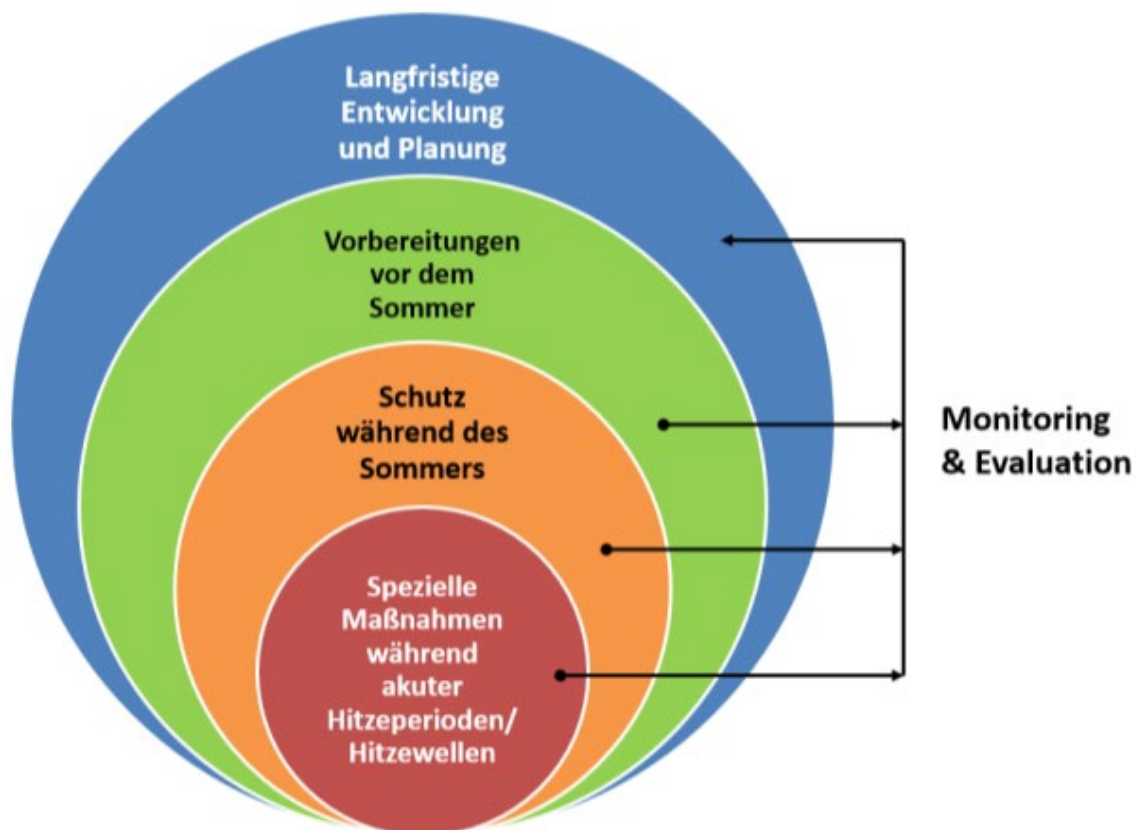 Langfristige
Entwicklung
und Planung
Vorbereitungen
vor dem
Sommer
Schutz
während des
Sommers
Spezielle
Maßnahmen
während
akuter
Hitzeperioden/
Hitzewellen
Monitoring
& Evaluation